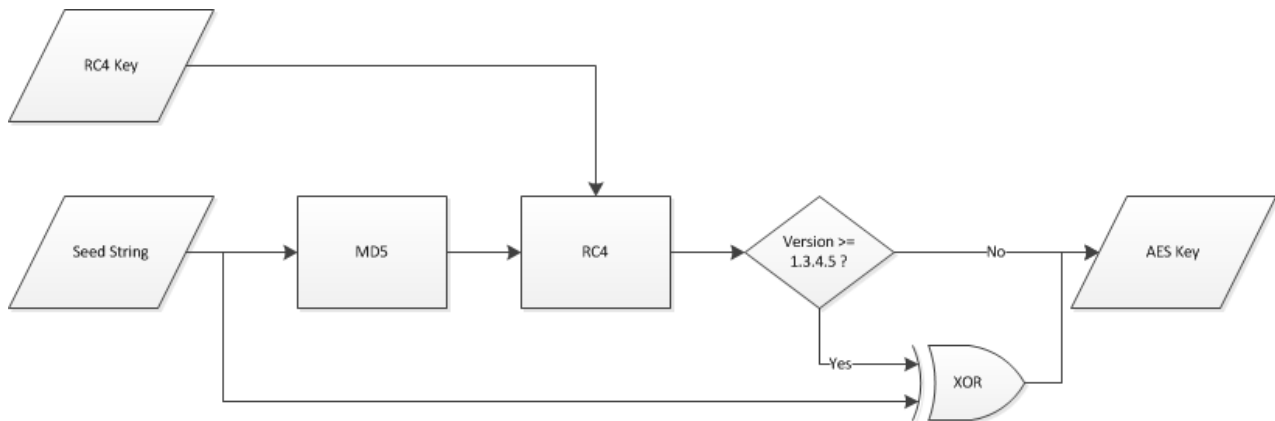 RC4 Key
Seed String
MD5
RC4
Version >=
1.3.4.5 ?
No
AES Key
Yes
XOR